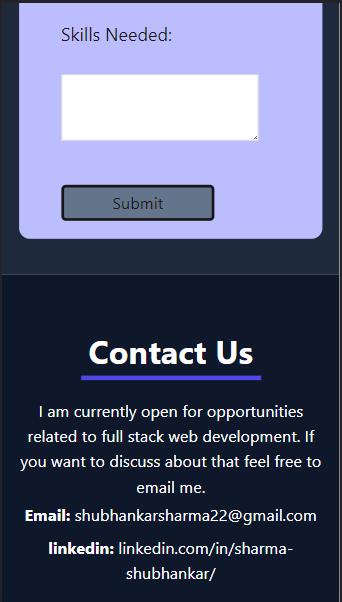 Skills Needed:
Submit
Contact Us
I am currently open for opportunities
related to full stack web development. If
you want to discuss about that feel free to
email me.
Email: shubhankarsharma22@gmail.com
linkedin: linkedin.com/in/sharma-
shubhankar/